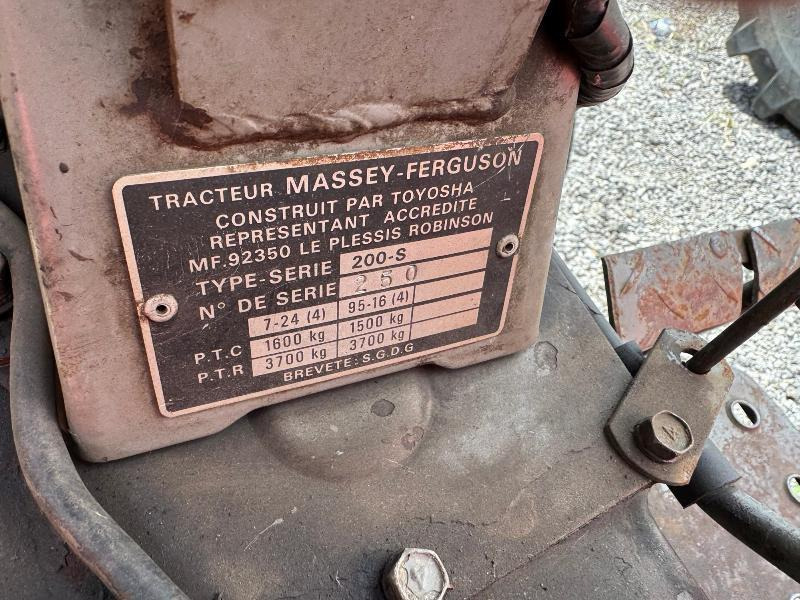 TRACTEUR MASSEY-FERGUSON
CONSTRUIT PAR TOYOSHA
REPRESENTANT ACCREDITE
MF.92350 LE PLESSIS ROBINSON
TYPE-SERIE 200-S
N° DE SERIE 250
7-24 (4) 95-16 (4)
P.T.C 1600 kg 1500 kg
P.T.R 3700 kg 3700 kg
BREVETE: S.G.D.G
4